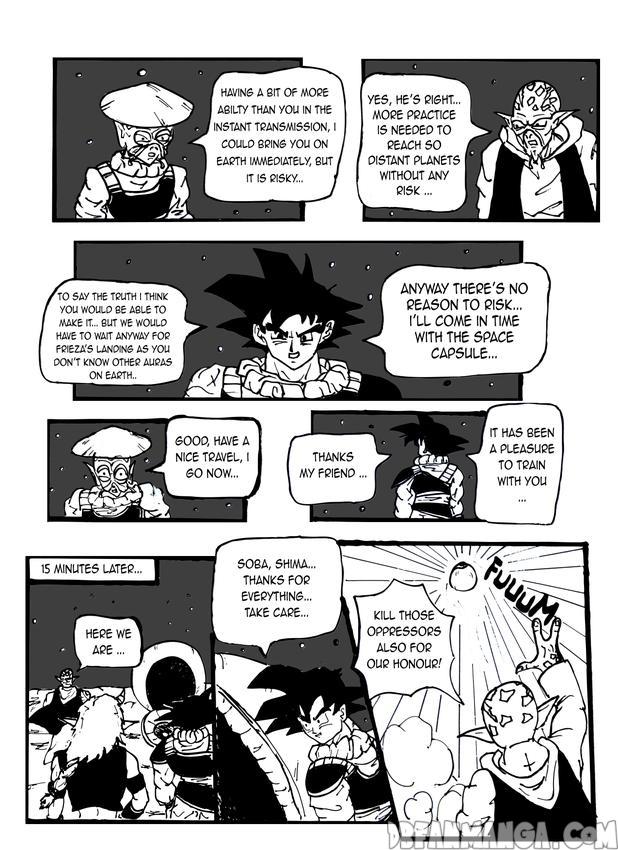 HAVING A BIT OF MORE
ABILTY THAN YOU IN THE
INSTANT TRANSMISSION, I
COULD BRING YOU ON
EARTH IMMEDIATELY, BUT
IT IS RISKY...
YES, HE'S RIGHT...
MORE PRACTICE
IS NEEDED TO
REACH SO
DISTANT PLANETS
WITHOUT ANY
RISK ...
TO SAY THE TRUTH I THINK
YOU WOULD BE ABLE TO
MAKE IT... BUT WE WOULD
HAVE TO WAIT ANYWAY FOR
FRIEZA'S LANDING AS YOU
DON'T KNOW OTHER AURAS
ON EARTH..
ANYWAY THERE'S NO
REASON TO RISK...
I'LL COME IN TIME
WITH THE SPACE
CAPSULE...
GOOD, HAVE A
NICE TRAVEL, I
GO NOW...
THANKS
MY FRIEND ...
IT HAS BEEN
A PLEASURE
TO TRAIN
WITH YOU
...
15 MINUTES LATER...
HERE WE
ARE ...
SOBA, SHIMA...
THANKS FOR
EVERYTHING...
TAKE CARE...
KILL THOSE
OPPRESSORS
ALSO FOR
OUR HONOUR!
FUUUM
DBFANMANGA.COM